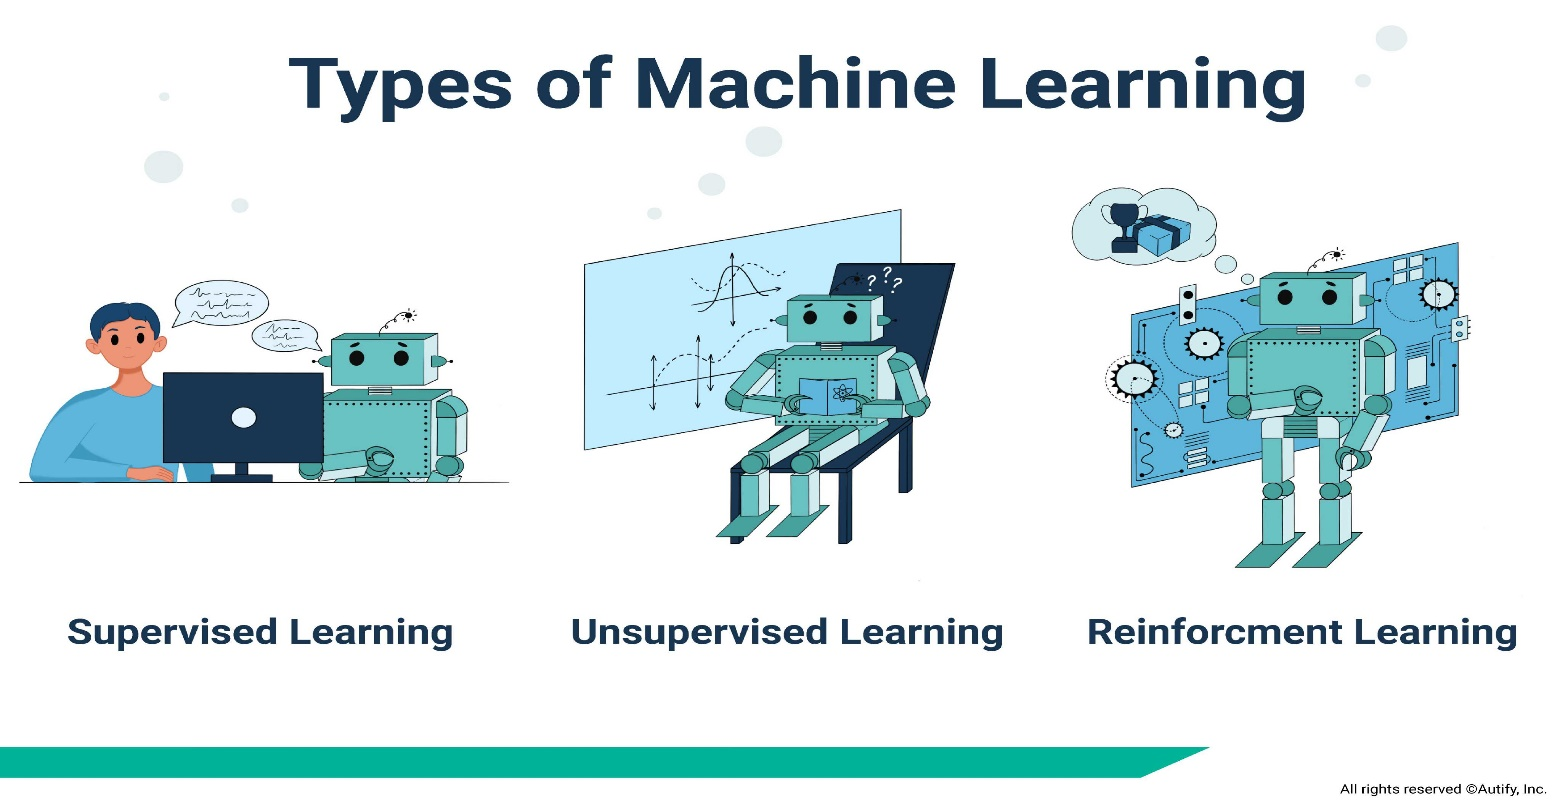 Types of Machine Learning
? ? ?
Supervised Learning
Unsupervised Learning
Reinforcment Learning
All rights reserved ©Autify, Inc.